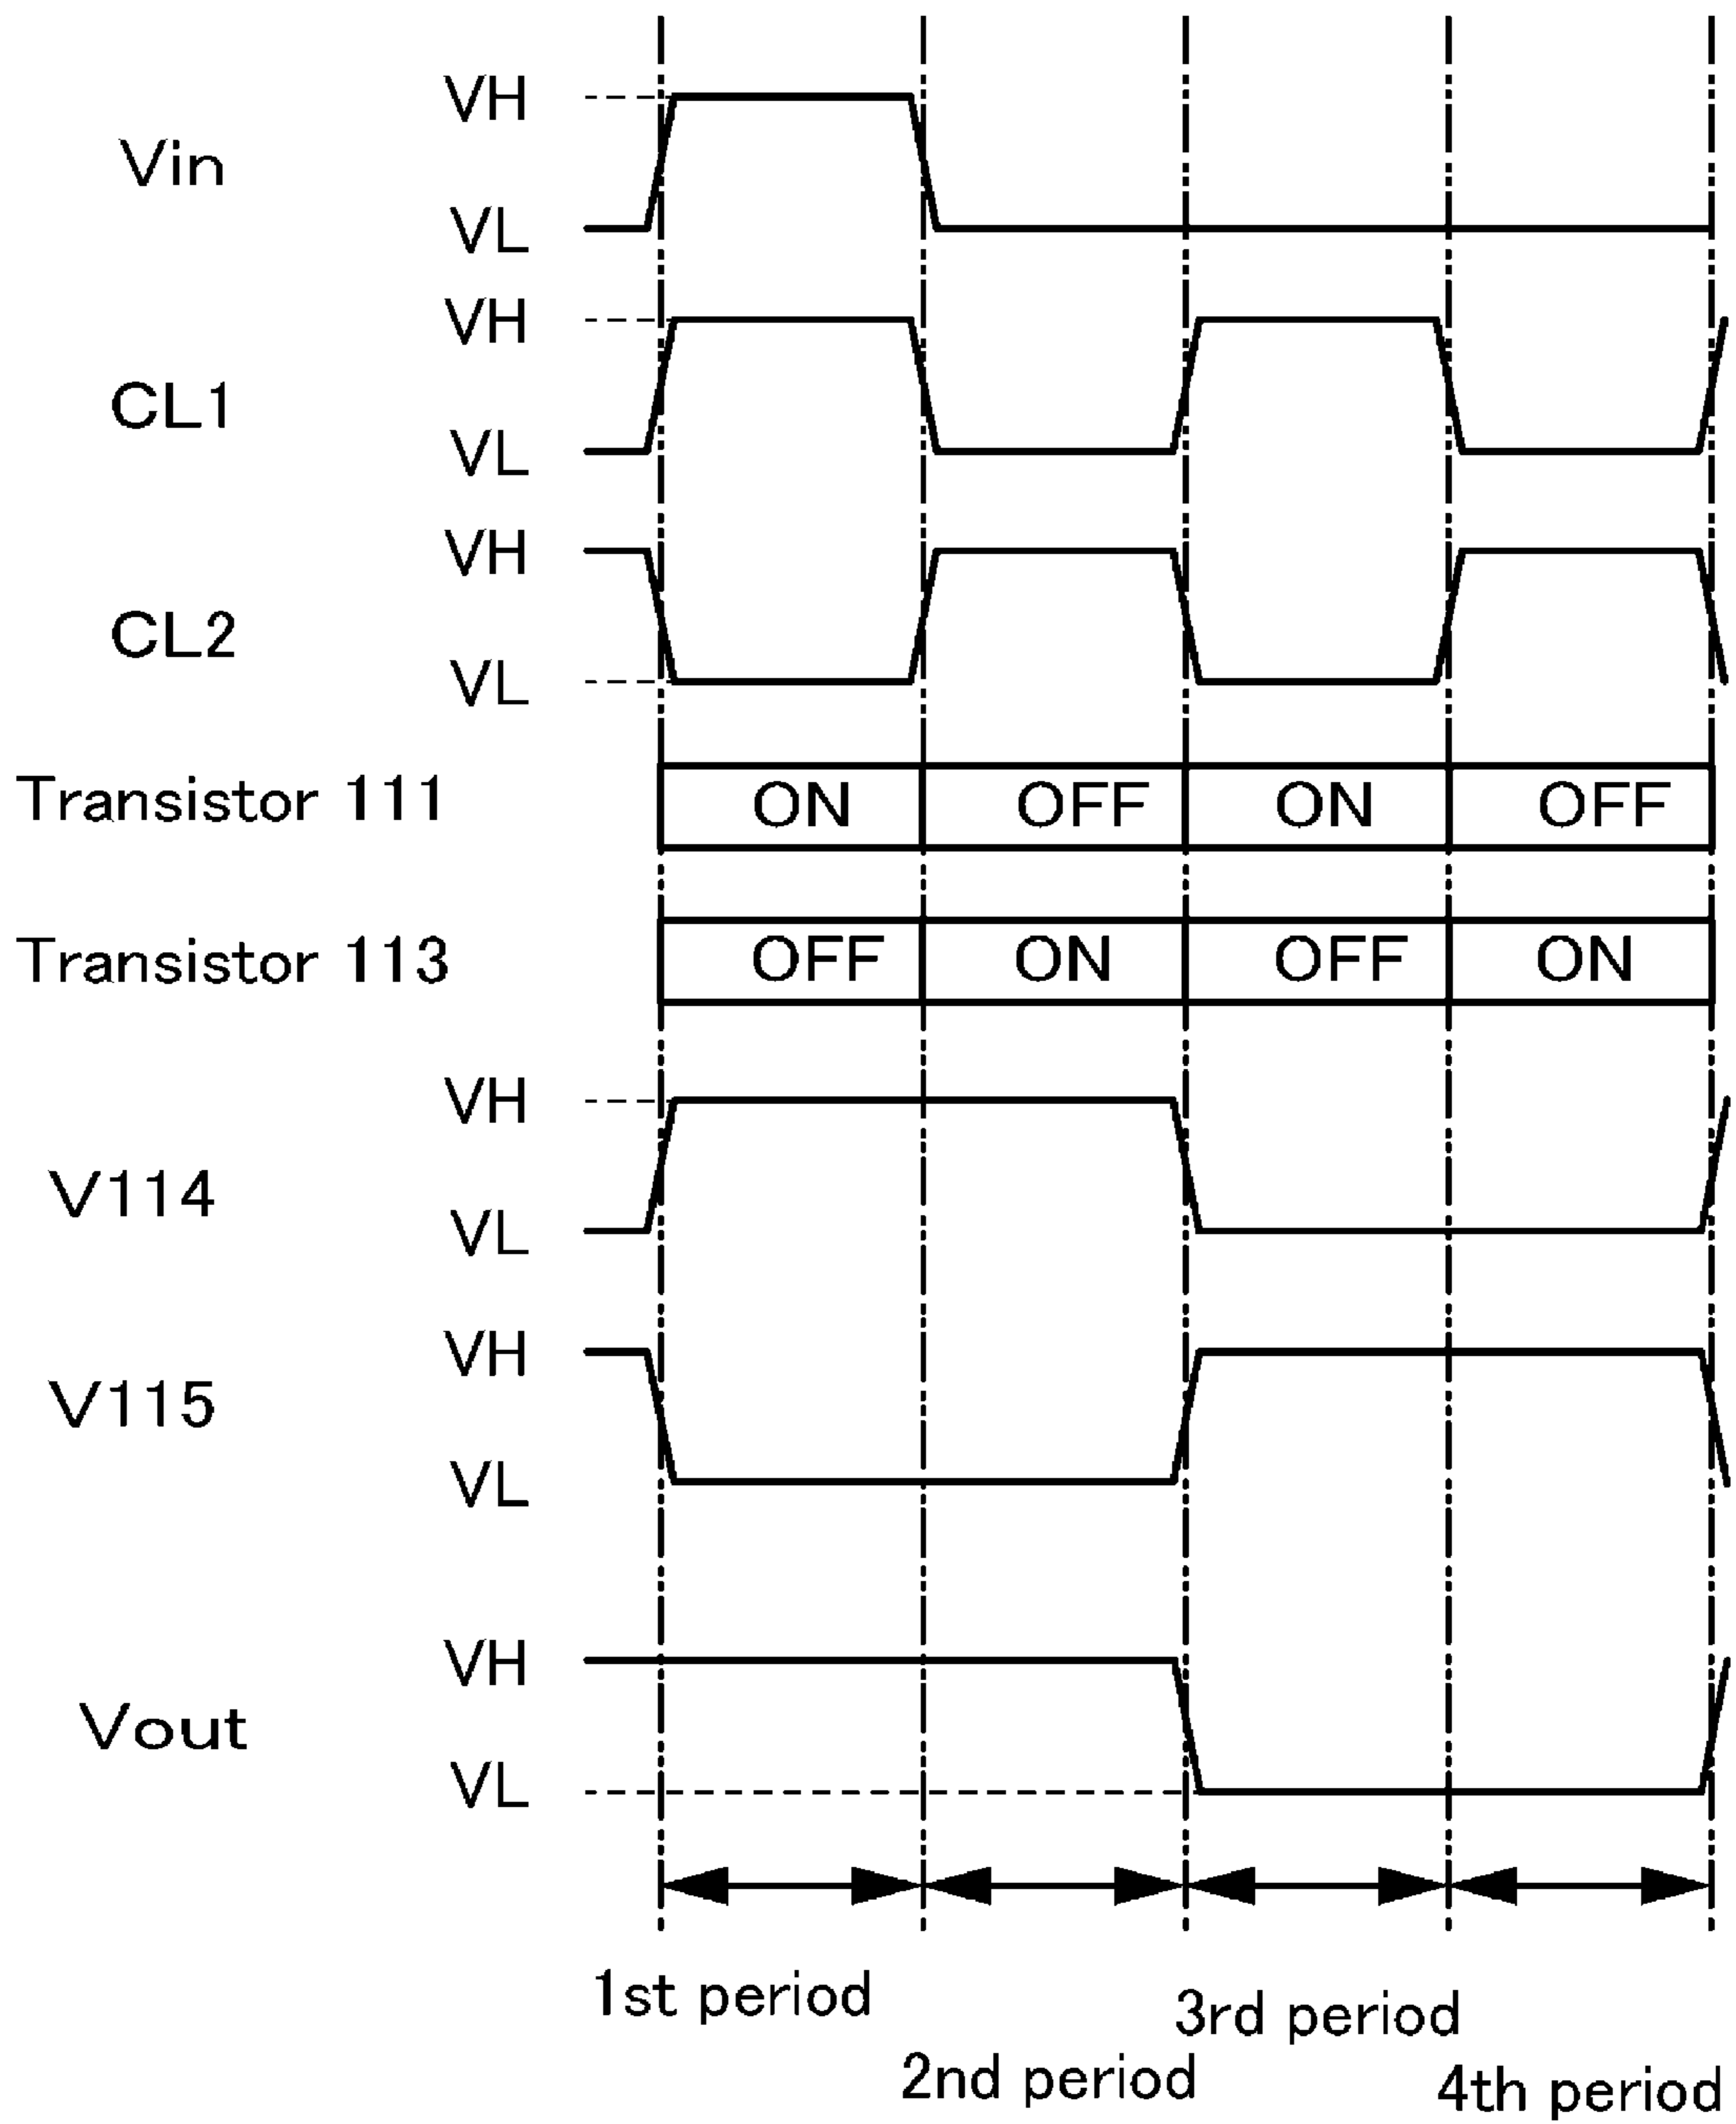 VH
Vin
VL
VH
CL1
VL
VH
CL2
VL
Transistor 111 ON OFF ON OFF
Transistor 113 OFF ON OFF ON
VH
V114
VL
VH
V115
VL
VH
Vout
VL
1st period
3rd period
2nd period
4th period